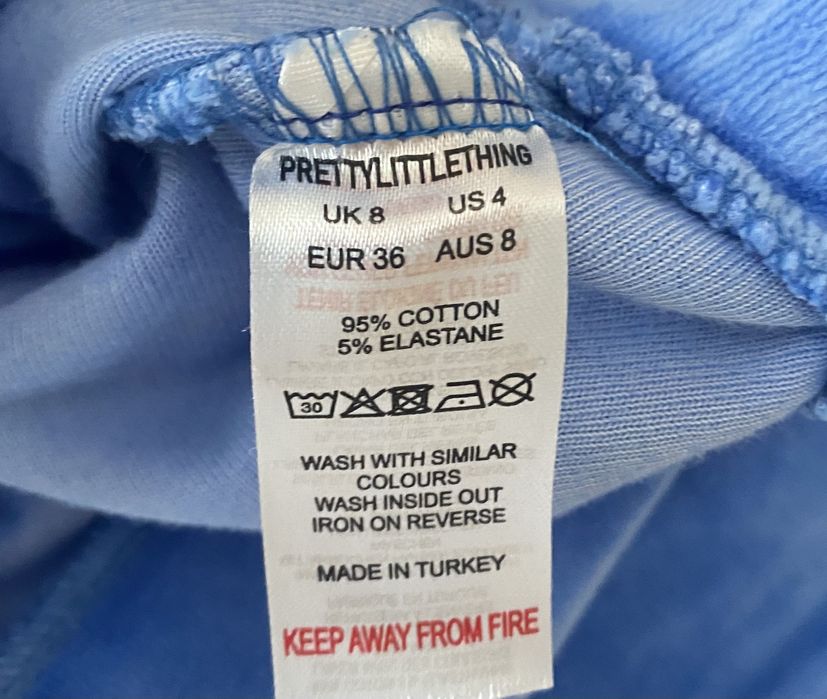 PRETTYLITTLETHING
UK 8 US 4
EUR 36 AUS 8
95% COTTON
5% ELASTANE
30
WASH WITH SIMILAR
COLOURS
WASH INSIDE OUT
IRON ON REVERSE
MADE IN TURKEY
KEEP AWAY FROM FIRE